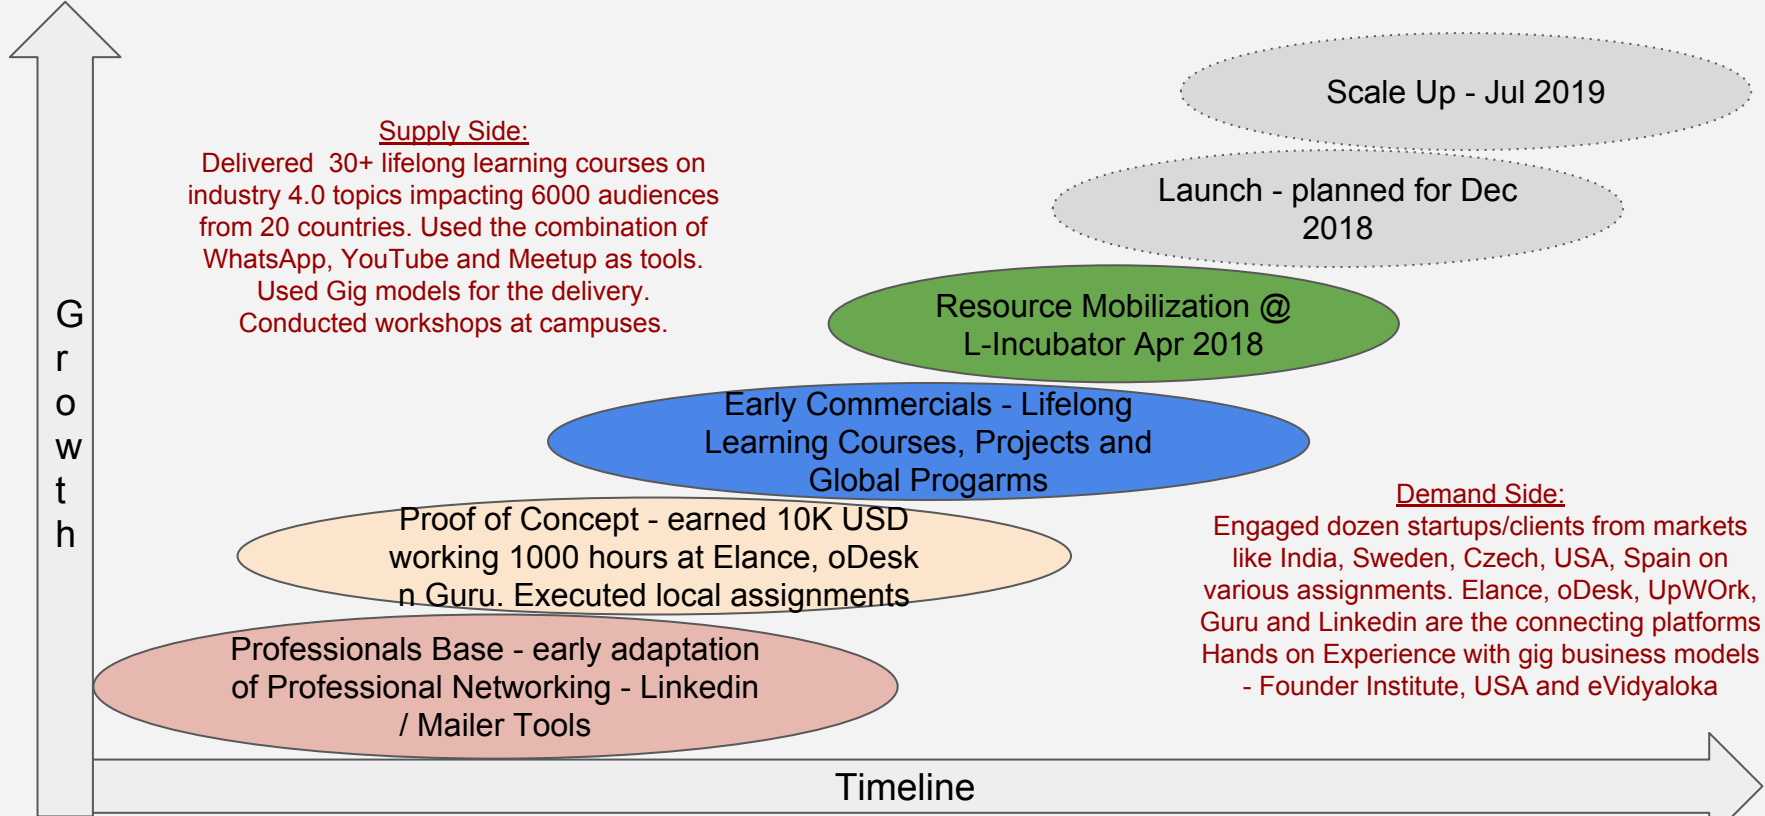 Scale Up - Jul 2019
Supply Side:
Delivered  30+ lifelong learning courses on
industry 4.0 topics impacting 6000 audiences
from 20 countries. Used the combination of
WhatsApp, YouTube and Meetup as tools.
Used Gig models for the delivery.
Conducted workshops at campuses.
Launch - planned for Dec
2018
Resource Mobilization @
L-Incubator Apr 2018
Growth
Early Commercials - Lifelong
Learning Courses, Projects and
Global Progarms
Proof of Concept - earned 10K USD
working 1000 hours at Elance, oDesk
n Guru. Executed local assignments
Demand Side:
Engaged dozen startups/clients from markets
like India, Sweden, Czech, USA, Spain on
various assignments. Elance, oDesk, UpWOrk,
Guru and Linkedin are the connecting platforms
Hands on Experience with gig business models
- Founder Institute, USA and eVidyaloka
Professionals Base - early adaptation
of Professional Networking - Linkedin
/ Mailer Tools
Timeline